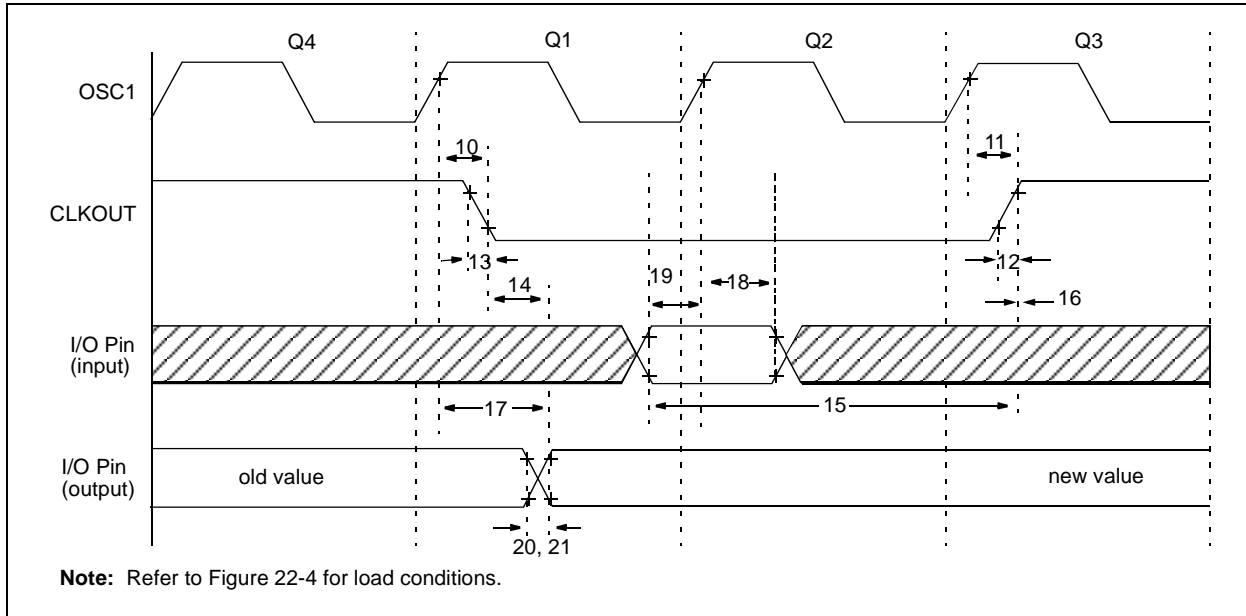 Q4 Q1 Q2 Q3
OSC1
10 11
CLKOUT
13 12
14 19 18 16
I/O Pin
(input)
17 15
I/O Pin
(output)
old value new value
20, 21
Note: Refer to Figure 22-4 for load conditions.